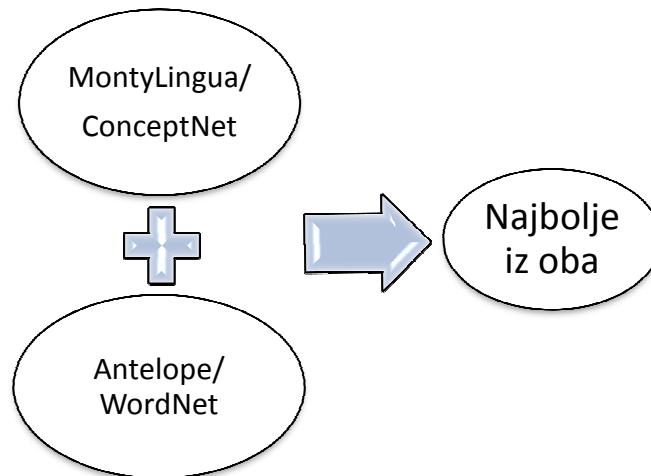 MontyLingua/
ConceptNet
Najbolje
iz oba
Antelope/
WordNet